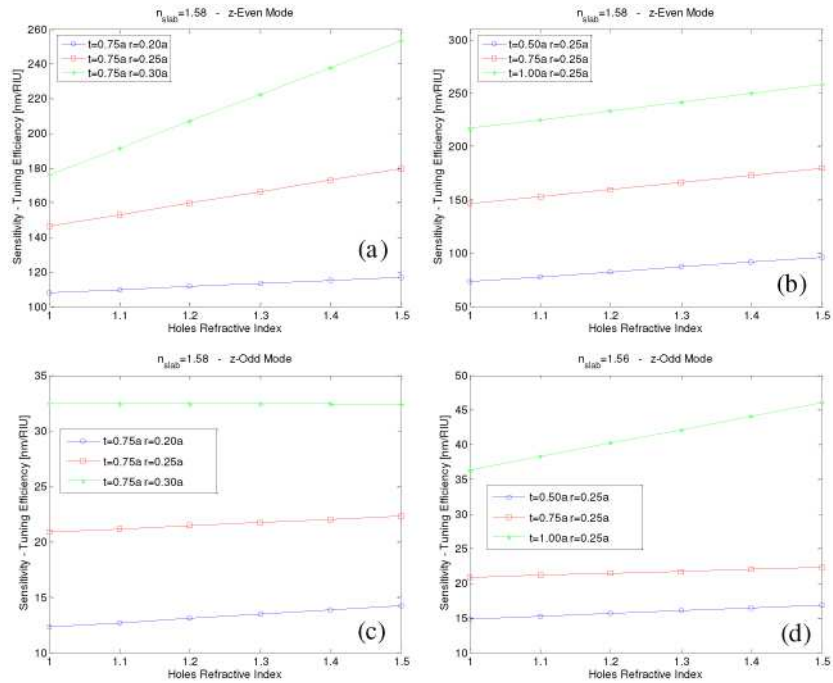 n_slab=1.58 - z-Even Mode
260
240
220
200
180
160
140
120
100
Sensitivity - Tuning Efficiency [nm/RIU]
t=0.75a r=0.20a
t=0.75a r=0.25a
t=0.75a r=0.30a
(a)
1 1.1 1.2 1.3 1.4 1.5
Holes Refractive Index
n_slab=1.58 - z-Even Mode
300
250
200
150
100
50
Sensitivity - Tuning Efficiency [nm/RIU]
t=0.50a r=0.25a
t=0.75a r=0.25a
t=1.00a r=0.25a
(b)
1 1.1 1.2 1.3 1.4 1.5
Holes Refractive Index
n_slab=1.58 - z-Odd Mode
35
30
25
20
15
10
Sensitivity - Tuning Efficiency [nm/RIU]
t=0.75a r=0.20a
t=0.75a r=0.25a
t=0.75a r=0.30a
(c)
1 1.1 1.2 1.3 1.4 1.5
Holes Refractive Index
n_slab=1.56 - z-Odd Mode
50
45
40
35
30
25
20
15
10
Sensitivity - Tuning Efficiency [nm/RIU]
t=0.50a r=0.25a
t=0.75a r=0.25a
t=1.00a r=0.25a
(d)
1 1.1 1.2 1.3 1.4 1.5
Holes Refractive Index